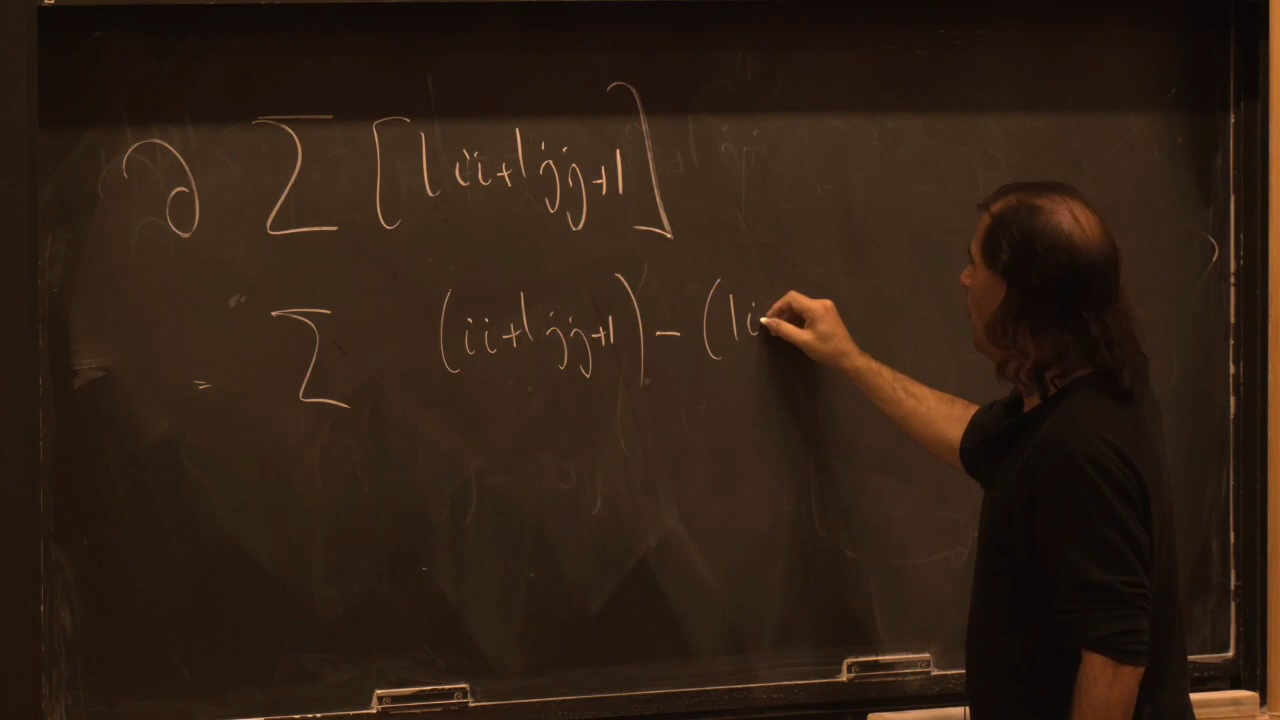 ∂ Σ [1 i i+1 j j+1]
= Σ (i i+1 j j+1) - (1 i